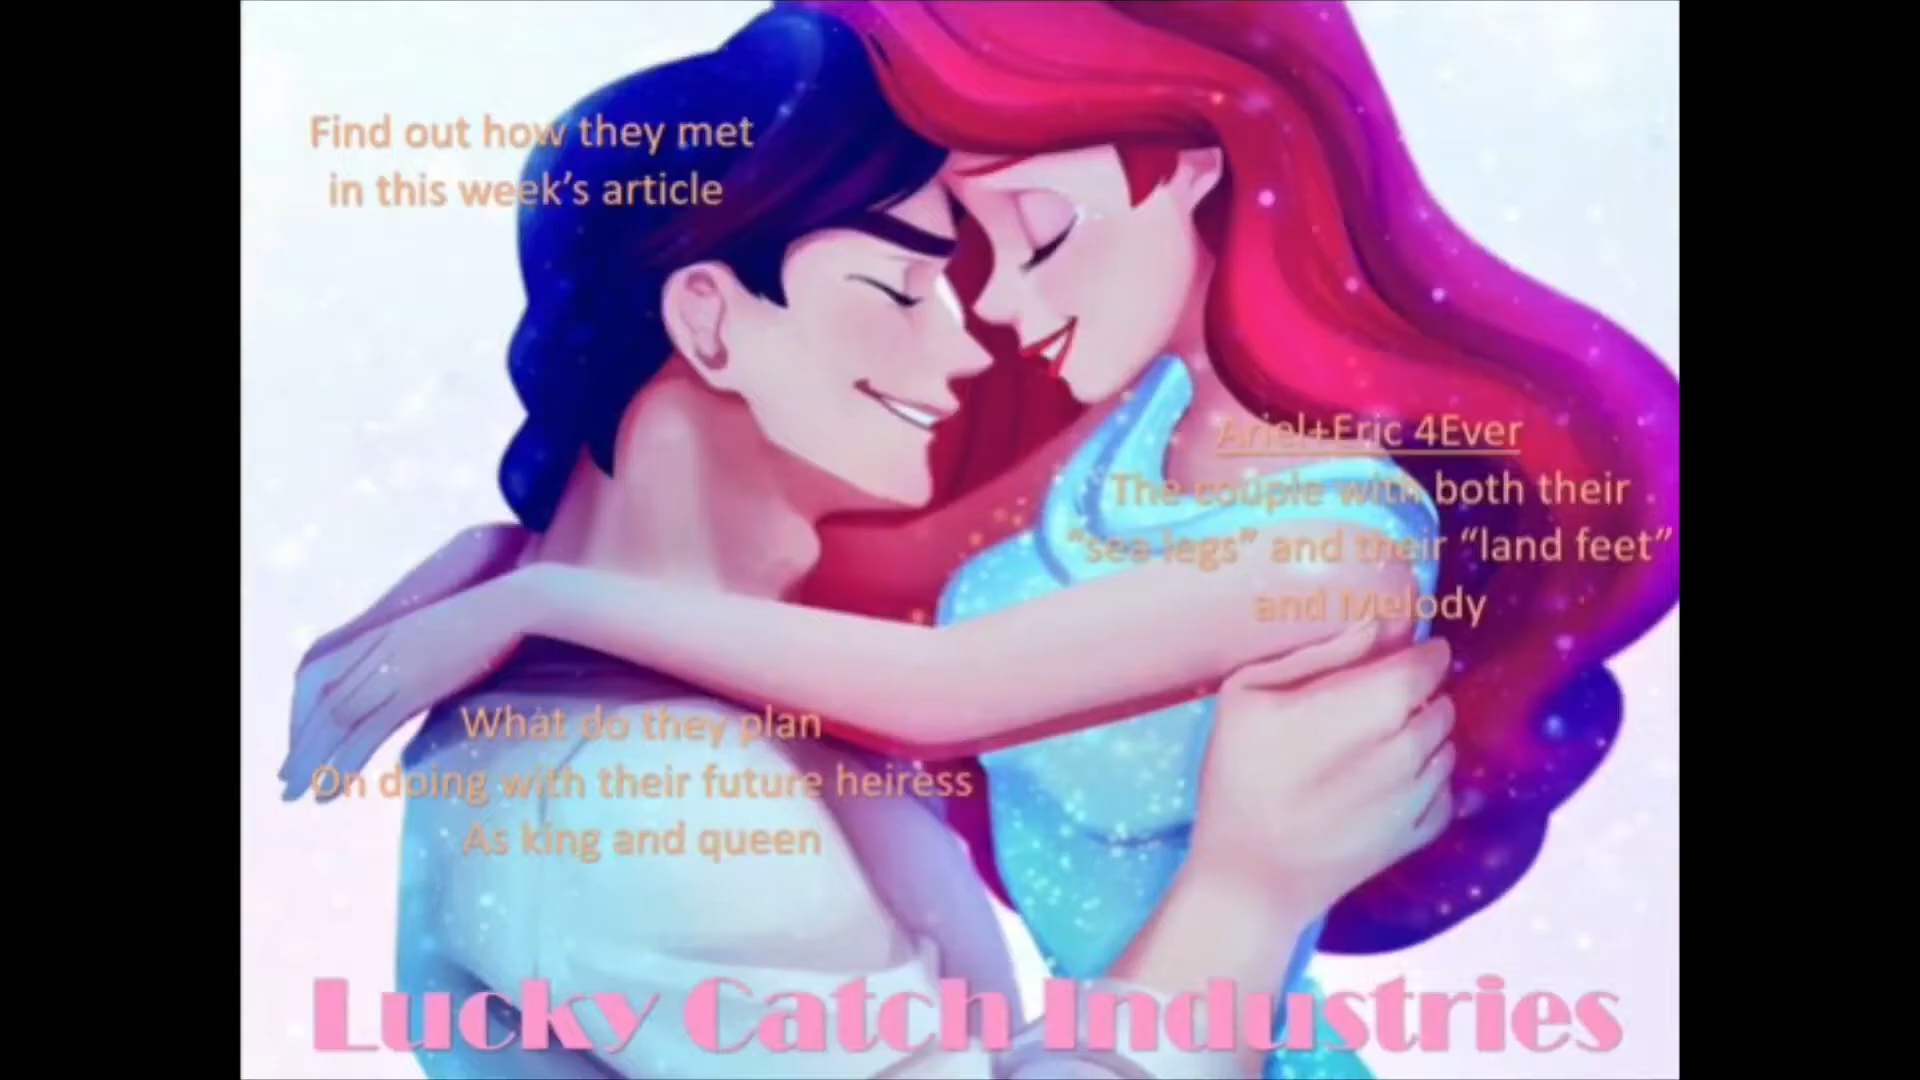 Find out how they met
in this week's article
Ariel+Eric 4Ever
The couple with both their
“sea legs” and their “land feet”
and Melody
What do they plan
On doing with their future heiress
As king and queen
Lucky Catch Industries